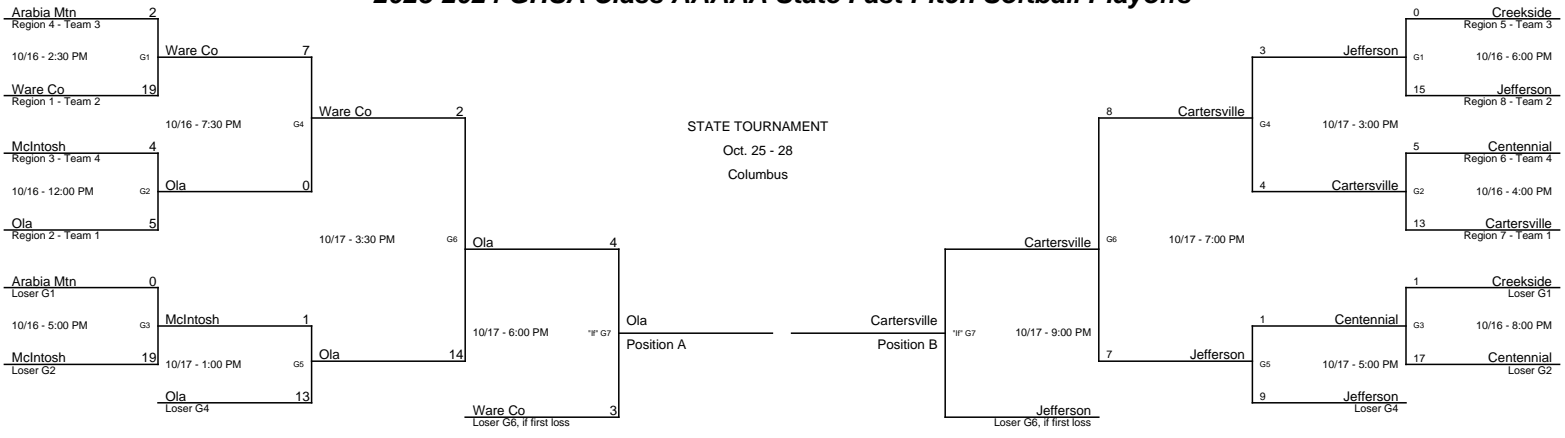 2023-2024 GHSA Class AAAAA State Fast Pitch Softball Playoffs
Arabia Mtn 2
Region 4 - Team 3
10/16 - 2:30 PM G1
Ware Co 7
Ware Co 19
Region 1 - Team 2
10/16 - 7:30 PM G4
Ware Co 2
McIntosh 4
Region 3 - Team 4
10/16 - 12:00 PM G2
Ola 0
Ola 5
Region 2 - Team 1
10/17 - 3:30 PM G6
Ola 4
Arabia Mtn 0
Loser G1
10/16 - 5:00 PM G3
McIntosh 1
McIntosh 19
Loser G2
10/17 - 1:00 PM G5
Ola 14
Ola 13
Loser G4
10/17 - 6:00 PM "If" G7
Ware Co 3
Loser G6, if first loss
Ola
Position A
STATE TOURNAMENT
Oct. 25 - 28
Columbus
Cartersville
Position B
0 Creekside
Region 5 - Team 3
G1 10/16 - 6:00 PM
3 Jefferson
15 Jefferson
Region 8 - Team 2
G4 10/17 - 3:00 PM
8 Cartersville
5 Centennial
Region 6 - Team 4
G2 10/16 - 4:00 PM
4 Cartersville
13 Cartersville
Region 7 - Team 1
G6 10/17 - 7:00 PM
Cartersville
1 Creekside
Loser G1
G3 10/16 - 8:00 PM
1 Centennial
17 Centennial
Loser G2
G5 10/17 - 5:00 PM
7 Jefferson
9 Jefferson
Loser G4
"If" G7 10/17 - 9:00 PM
Jefferson
Loser G6, if first loss